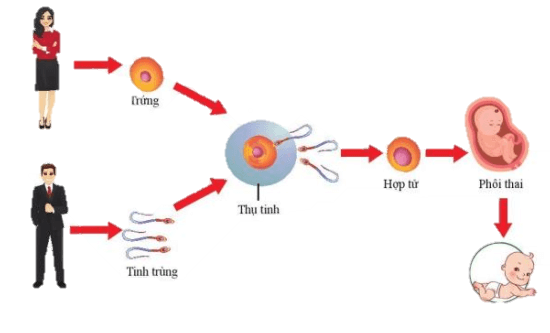 Trứng
Thụ tinh
Hợp tử
Phôi thai
Tinh trùng